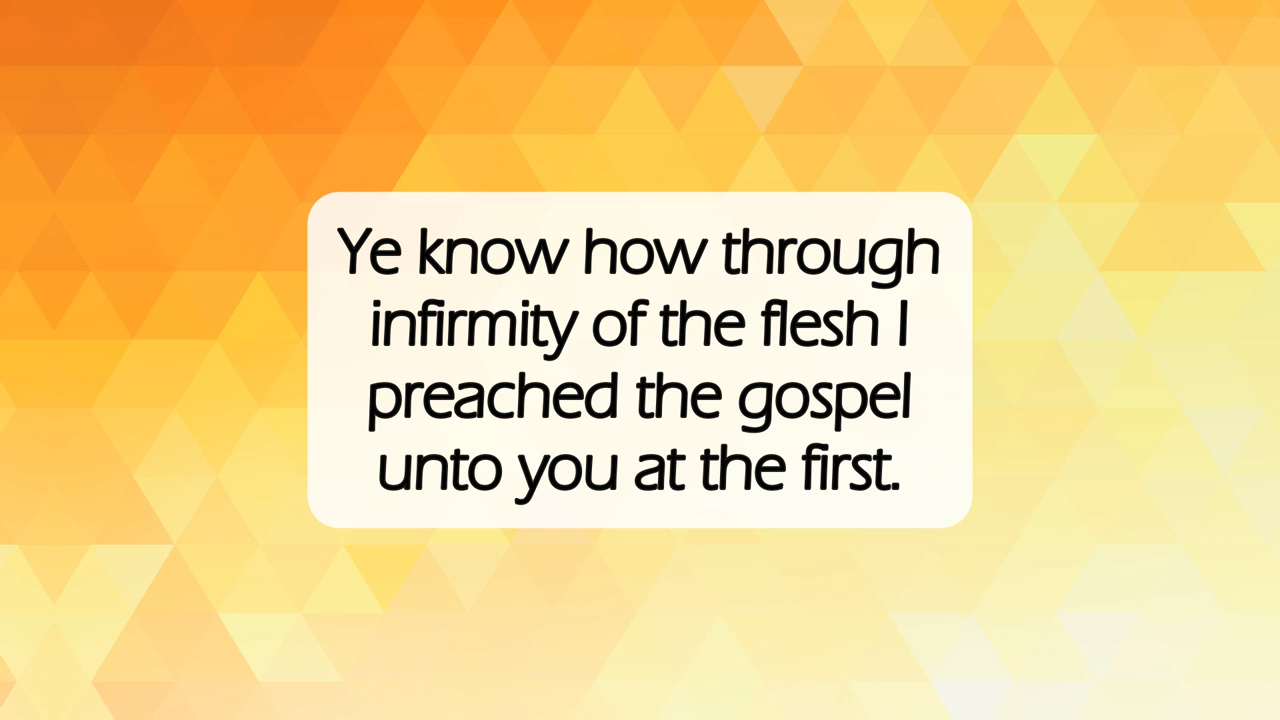 Ye know how through
infirmity of the flesh I
preached the gospel
unto you at the first.